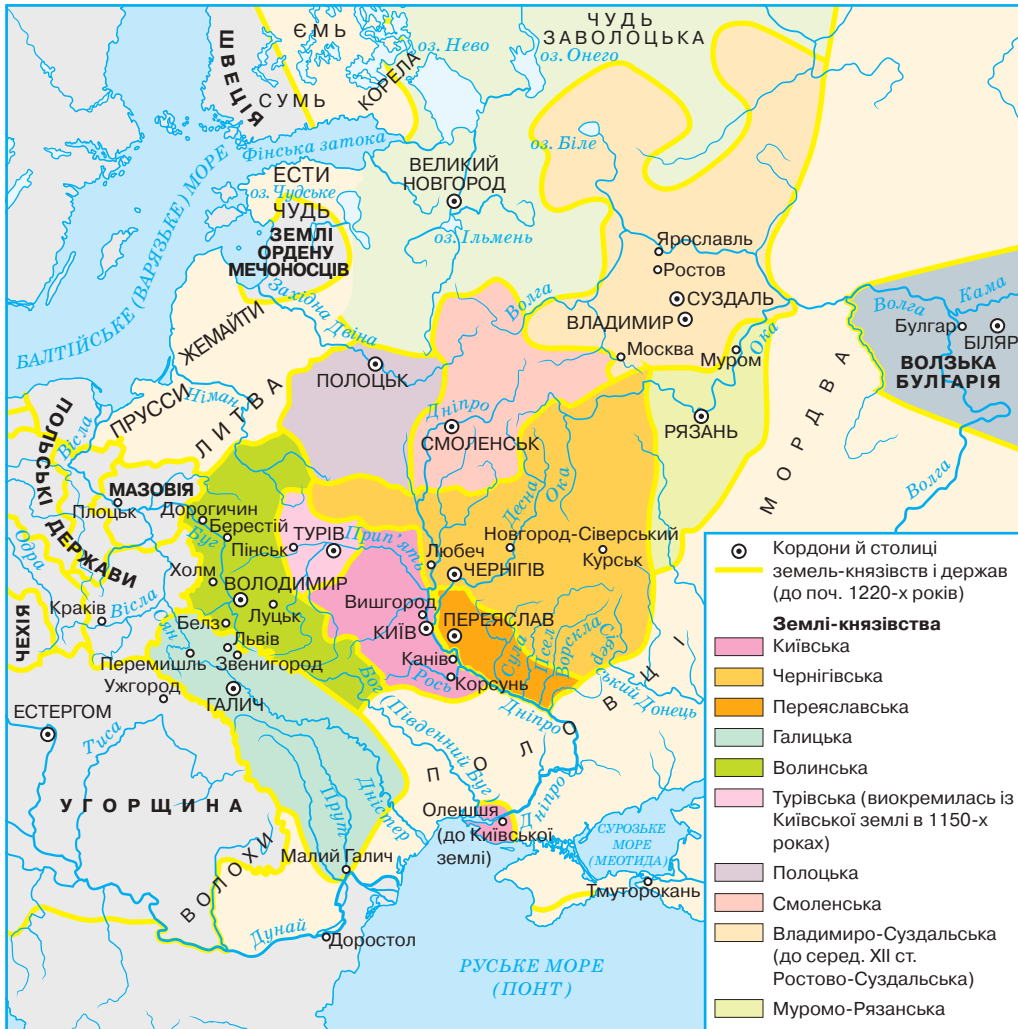 ЄМЬ
ЧУДЬ
ЗАВОЛОЦЬКА
ШВЕЦІЯ
оз. Нево
оз. Онего
СУМЬ
КОРЕЛА
Фінська затока
оз. Біле
ВЕЛИКИЙ
НОВГОРОД
ЕСТИ
оз. Чудське
ЧУДЬ
ЗЕМЛІ
ОРДЕНУ
МЕЧОНОСЦІВ
оз. Ільмень
БАЛТІЙСЬКЕ (ВАРЯЗЬКЕ) МОРЕ
Ярославль
Ростов
СУЗДАЛЬ
ВЛАДИМИР
Волга
Західна Двіна
ЖЕМАЙТИ
Москва
Муром
Ока
Волга
Кама
Булгар
БІЛЯР
ВОЛЗЬКА
БУЛГАРІЯ
ПОЛОЦЬК
ПРУССИ
Німан
ЛИТВА
Дніпро
СМОЛЕНСЬК
РЯЗАНЬ
МОРДВА
Волга
ПОЛЬСЬКІ ДЕРЖАВИ
Вісла
МАЗОВІЯ
Плоцьк
Дорогичин
Берестій
Буг
Пінськ
ТУРІВ
Прип'ять
Десна
Ока
Новгород-Сіверський
Курськ
Любеч
ЧЕРНІГІВ
Одра
Холм
ВОЛОДИМИР
Луцьк
Вишгород
КИЇВ
ПЕРЕЯСЛАВ
ЧЕХІЯ
Краків
Вісла
Сян
Белз
Львів
Звенигород
Перемишль
Ужгород
ГАЛИЧ
Канів
Корсунь
Рось
Сула
Псел
Ворскла
Сіверський Донець
Дніпро
ПОЛОВЦІ
ЕСТЕРГОМ
Тиса
Буг (Південний Буг)
УГОРЩИНА
Прут
Дністер
Олешшя
(до Київської
землі)
Дніпро
СУРОЗЬКЕ
МОРЕ
(МЕОТИДА)
Тмуторокань
Малий Галич
ВОЛОХИ
Дунай
Доростол
РУСЬКЕ МОРЕ
(ПОНТ)
Кордони й столиці
земель-князівств і держав
(до поч. 1220-х років)
Землі-князівства
Київська
Чернігівська
Переяславська
Галицька
Волинська
Турівська (виокремилась із
Київської землі в 1150-х
роках)
Полоцька
Смоленська
Владимиро-Суздальська
(до серед. XII ст.
Ростово-Суздальська)
Муромо-Рязанська